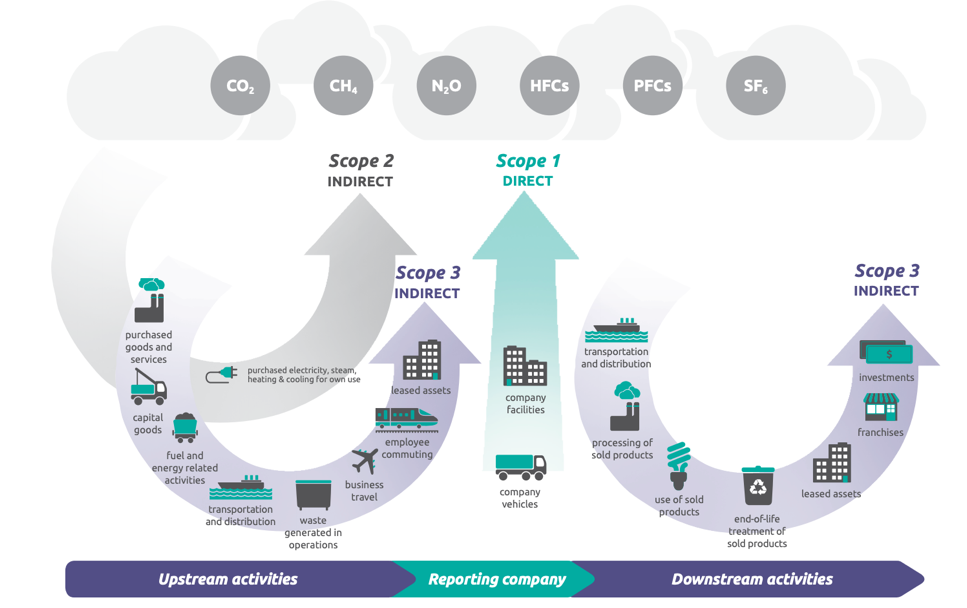 CO₂
CH₄
N₂O
HFCs
PFCs
SF₆
Scope 2
INDIRECT
Scope 1
DIRECT
Scope 3
INDIRECT
Scope 3
INDIRECT
purchased
goods and
services
capital
goods
fuel and
energy related
activities
transportation
and distribution
waste
generated in
operations
business
travel
employee
commuting
leased assets
purchased electricity, steam,
heating & cooling for own use
company
facilities
company
vehicles
transportation
and distribution
processing of
sold products
use of sold
products
end-of-life
treatment of
sold products
leased assets
franchises
$
investments
Upstream activities
Reporting company
Downstream activities